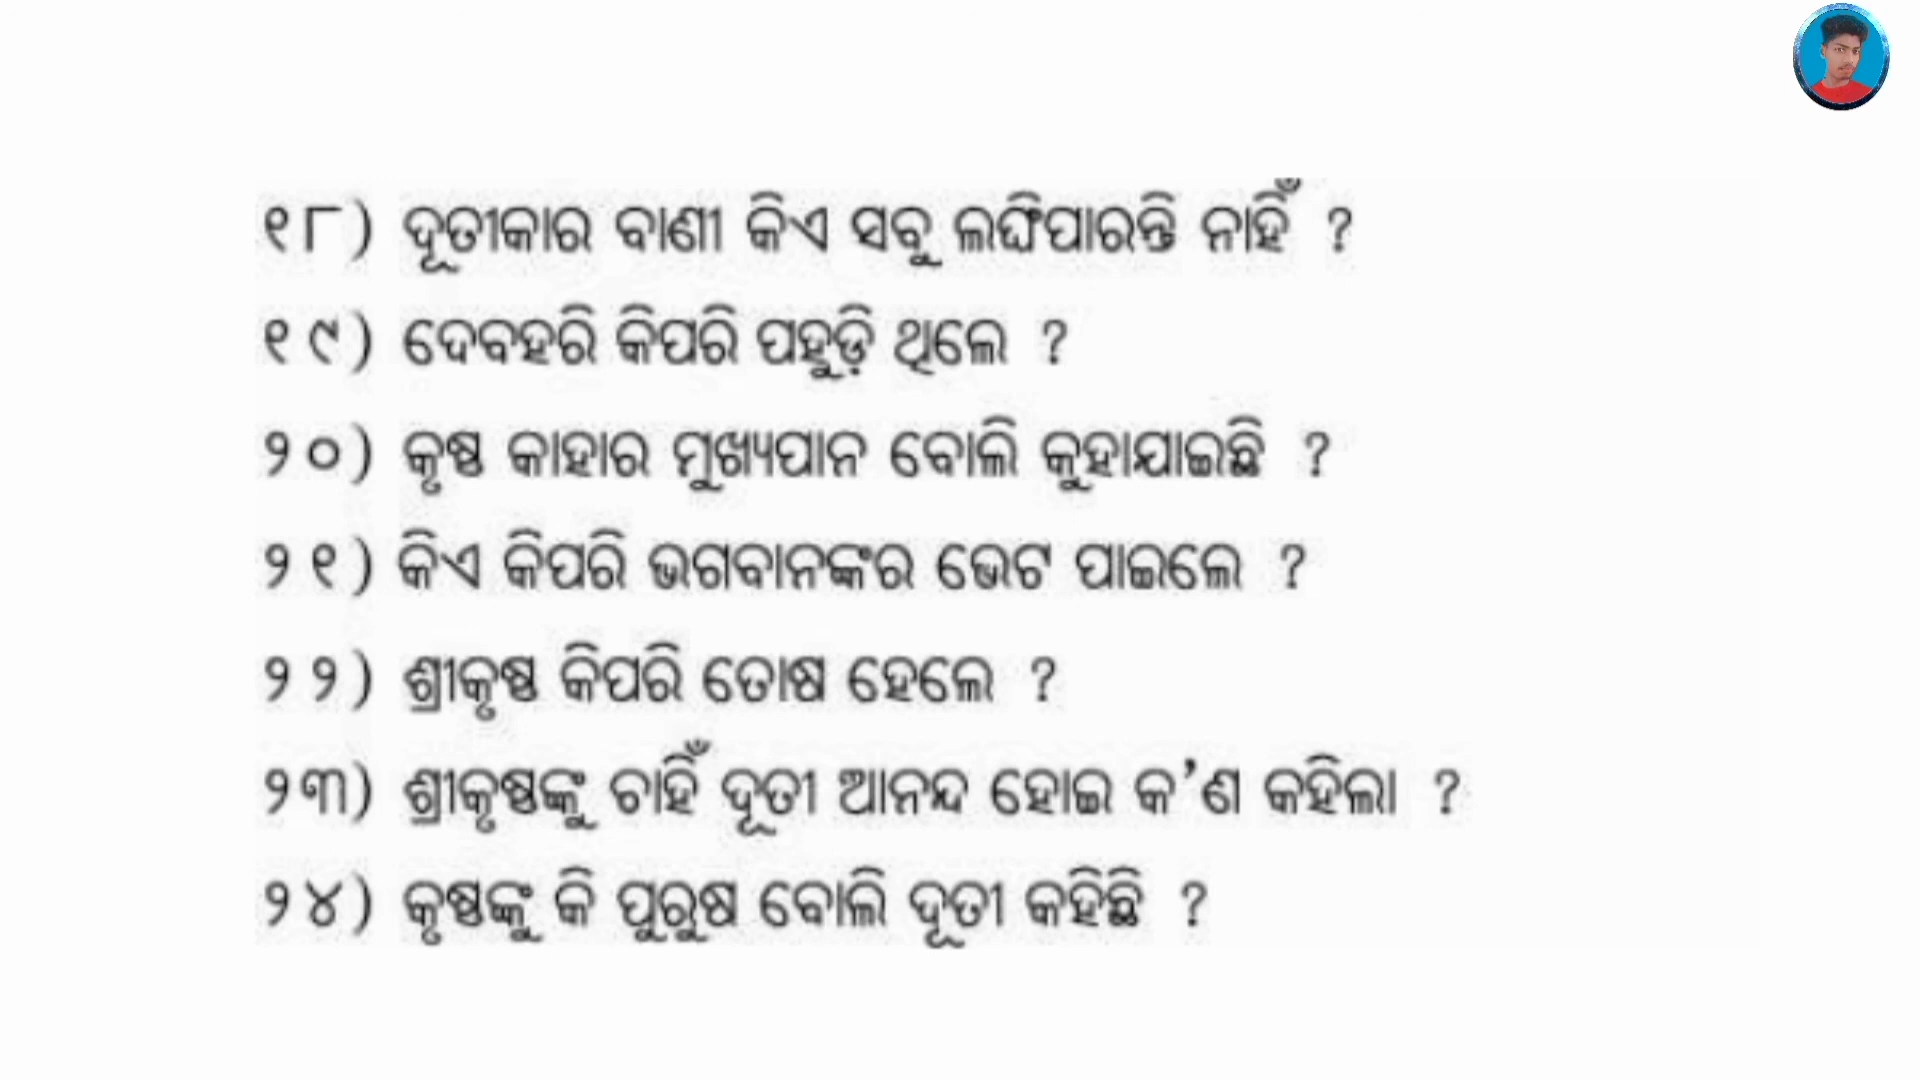 ୧୮) ଦୂତୀକାର ବାଣୀ କିଏ ସବୁ ଲଙ୍ଘିପାରନ୍ତି ନାହିଁ ?
୧୯) ଦେବହରି କିପରି ପହୁଡ଼ି ଥିଲେ ?
୨୦) କୃଷ୍ଣ କାହାର ମୁଖ୍ୟପାନ ବୋଲି କୁହାଯାଇଛି ?
୨୧) କିଏ କିପରି ଭଗବାନଙ୍କର ଭେଟ ପାଇଲେ ?
୨୨) ଶ୍ରୀକୃଷ୍ଣ କିପରି ତୋଷ ହେଲେ ?
୨୩) ଶ୍ରୀକୃଷ୍ଣଙ୍କୁ ଚାହିଁ ଦୂତୀ ଆନନ୍ଦ ହୋଇ କ'ଣ କହିଲା ?
୨୪) କୃଷ୍ଣଙ୍କୁ କି ପୁରୁଷ ବୋଲି ଦୂତୀ କହିଛି ?